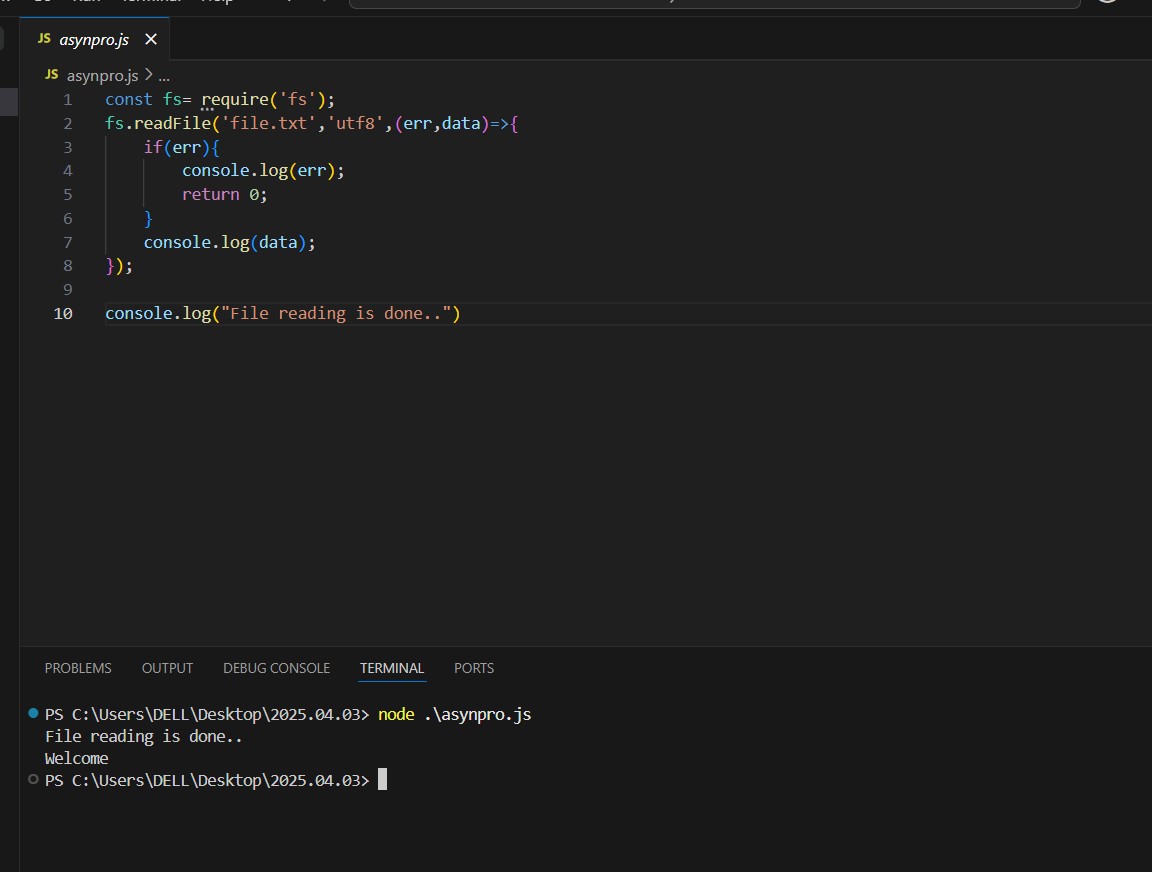 JS asynpro.js
JS asynpro.js > ...
1 const fs= require('fs');
2 fs.readFile('file.txt','utf8',(err,data)=>{
3 if(err){
4 console.log(err);
5 return 0;
6 }
7 console.log(data);
8 });
9
10 console.log("File reading is done..")
PROBLEMS OUTPUT DEBUG CONSOLE TERMINAL PORTS
PS C:\Users\DELL\Desktop\2025.04.03> node .\asynpro.js
File reading is done..
Welcome
PS C:\Users\DELL\Desktop\2025.04.03>